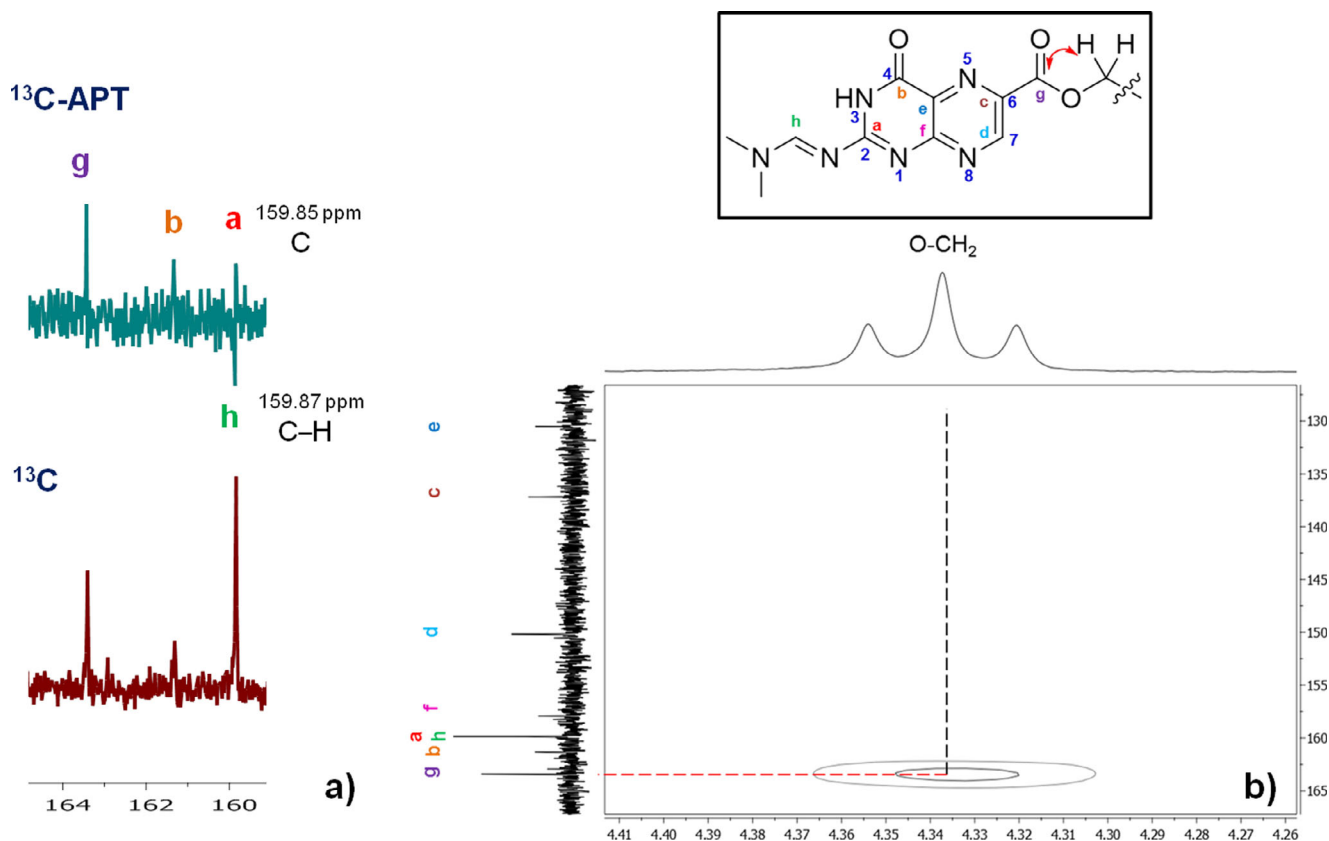 ¹³C-APT
g
b
a
159.85 ppm
C
h
159.87 ppm
C–H
¹³C
164 162 160
a)
O
4
b
N
5
O
H H
HN
3
e
c
6
g
O
h
a
f
d
7
N
N
2
N
1
N
8
O-CH₂
e
c
d
f
a h
b
g
130
135
140
145
150
155
160
165
b)
4.41 4.40 4.39 4.38 4.37 4.36 4.35 4.34 4.33 4.32 4.31 4.30 4.29 4.28 4.27 4.26